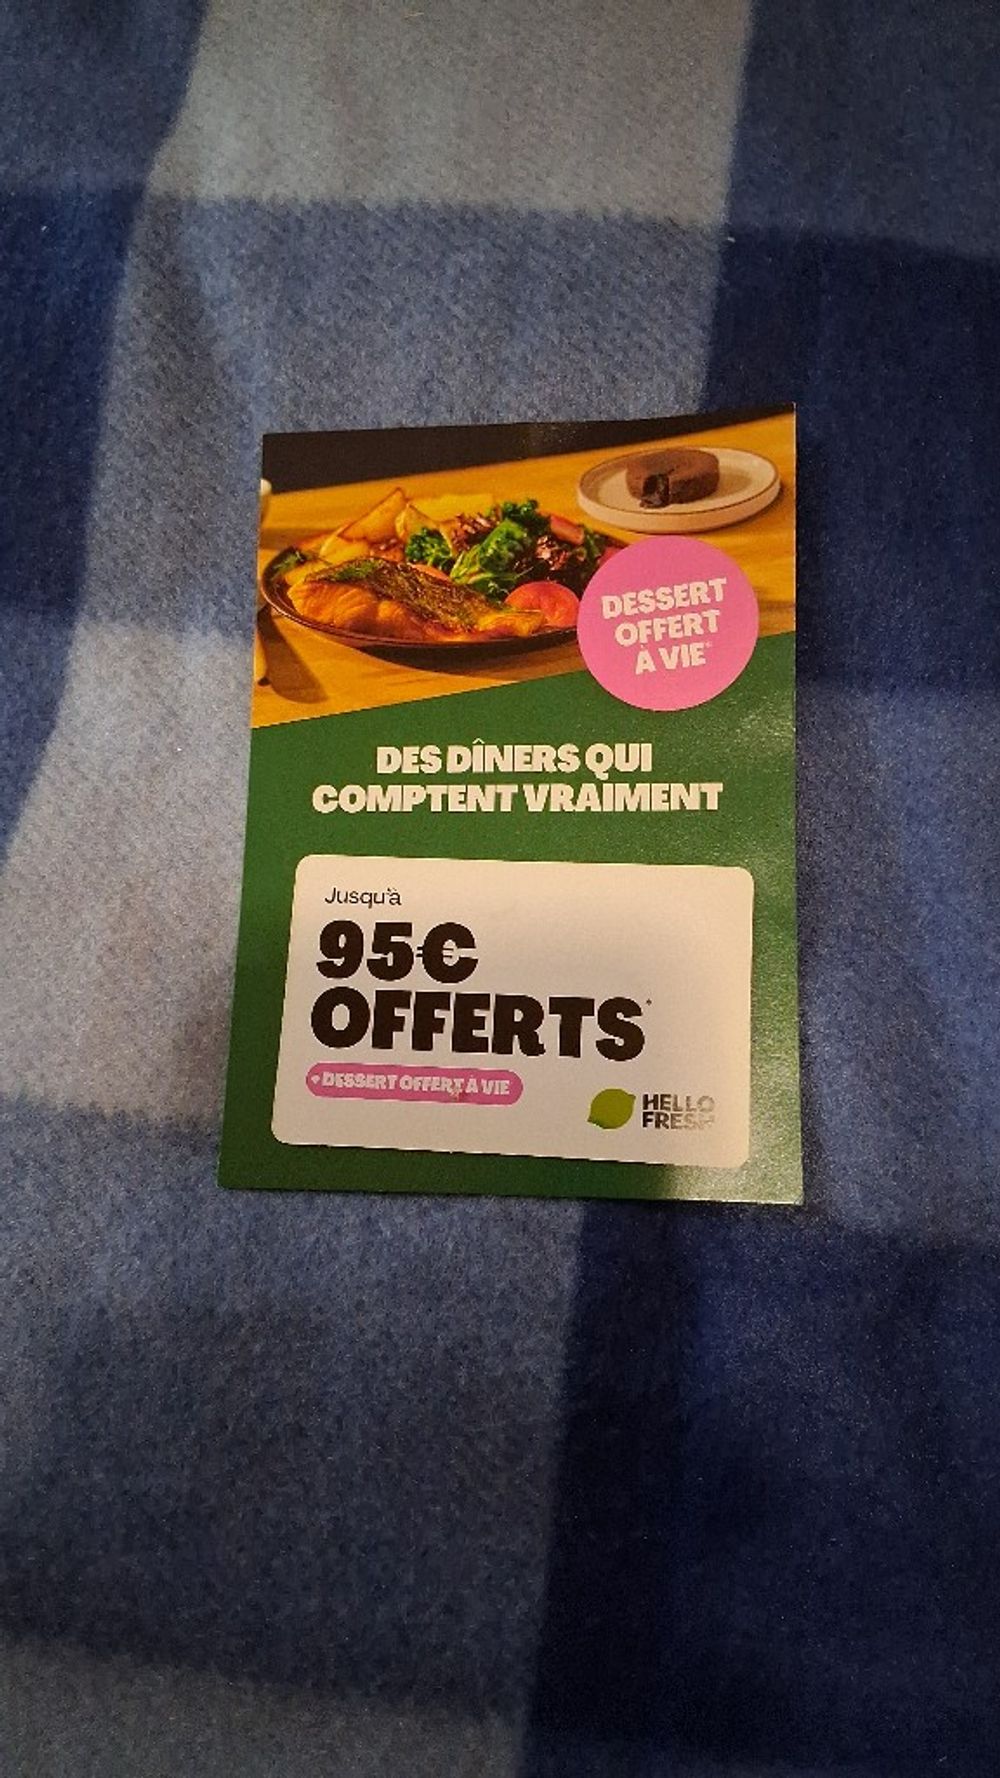 DESSERT
OFFERT
À VIE*
DES DÎNERS QUI
COMPTENT VRAIMENT
Jusqu'à
95€
OFFERTS*
+ DESSERT OFFERT À VIE
HELLO
FRESH